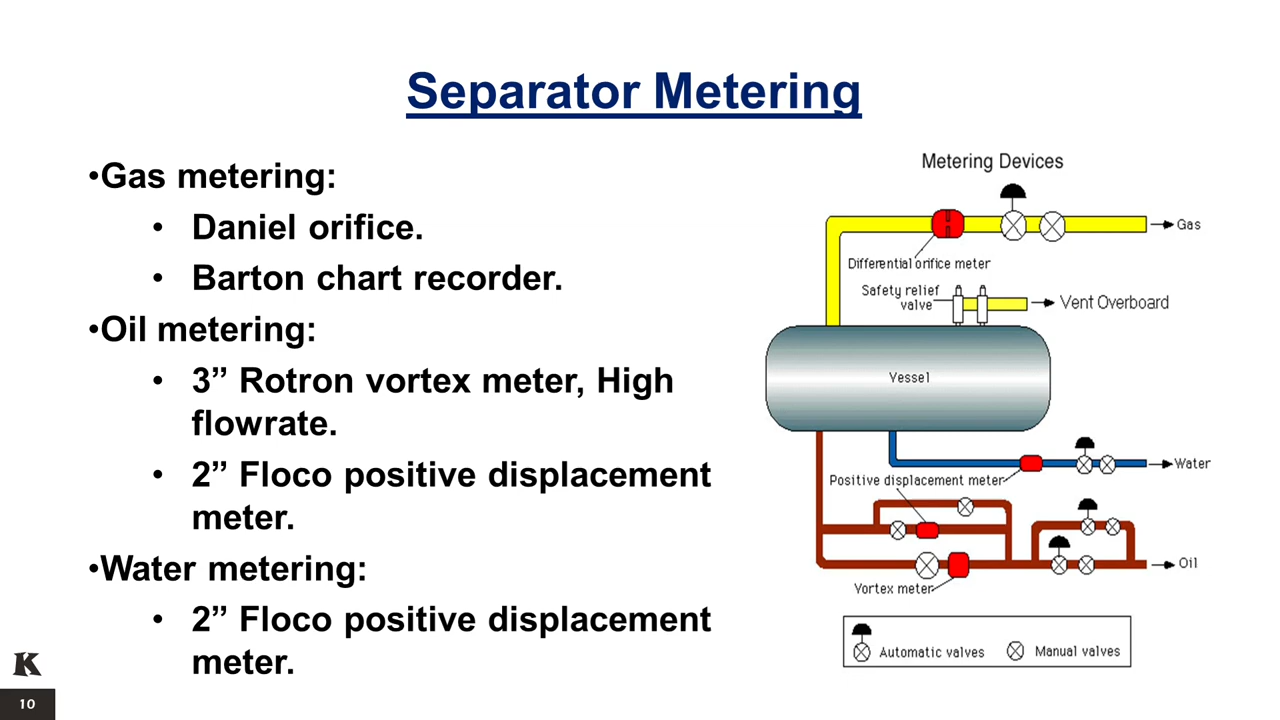 Separator Metering
•Gas metering:
• Daniel orifice.
• Barton chart recorder.
•Oil metering:
• 3” Rotron vortex meter, High
flowrate.
• 2” Floco positive displacement
meter.
•Water metering:
• 2” Floco positive displacement
meter.
Metering Devices
Gas
Differential orifice meter
Safety relief
valve
Vent Overboard
Vessel
Water
Positive displacement meter
Oil
Vortex meter
Automatic valves
Manual valves
K
10